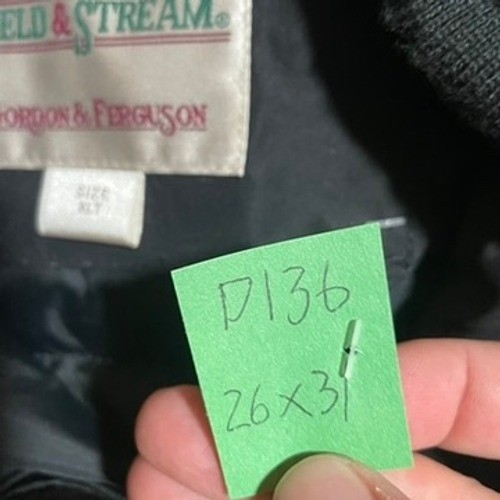 ELD & STREAM®
GORDON & FERGUSON
SIZE
XLT
D136
26x31